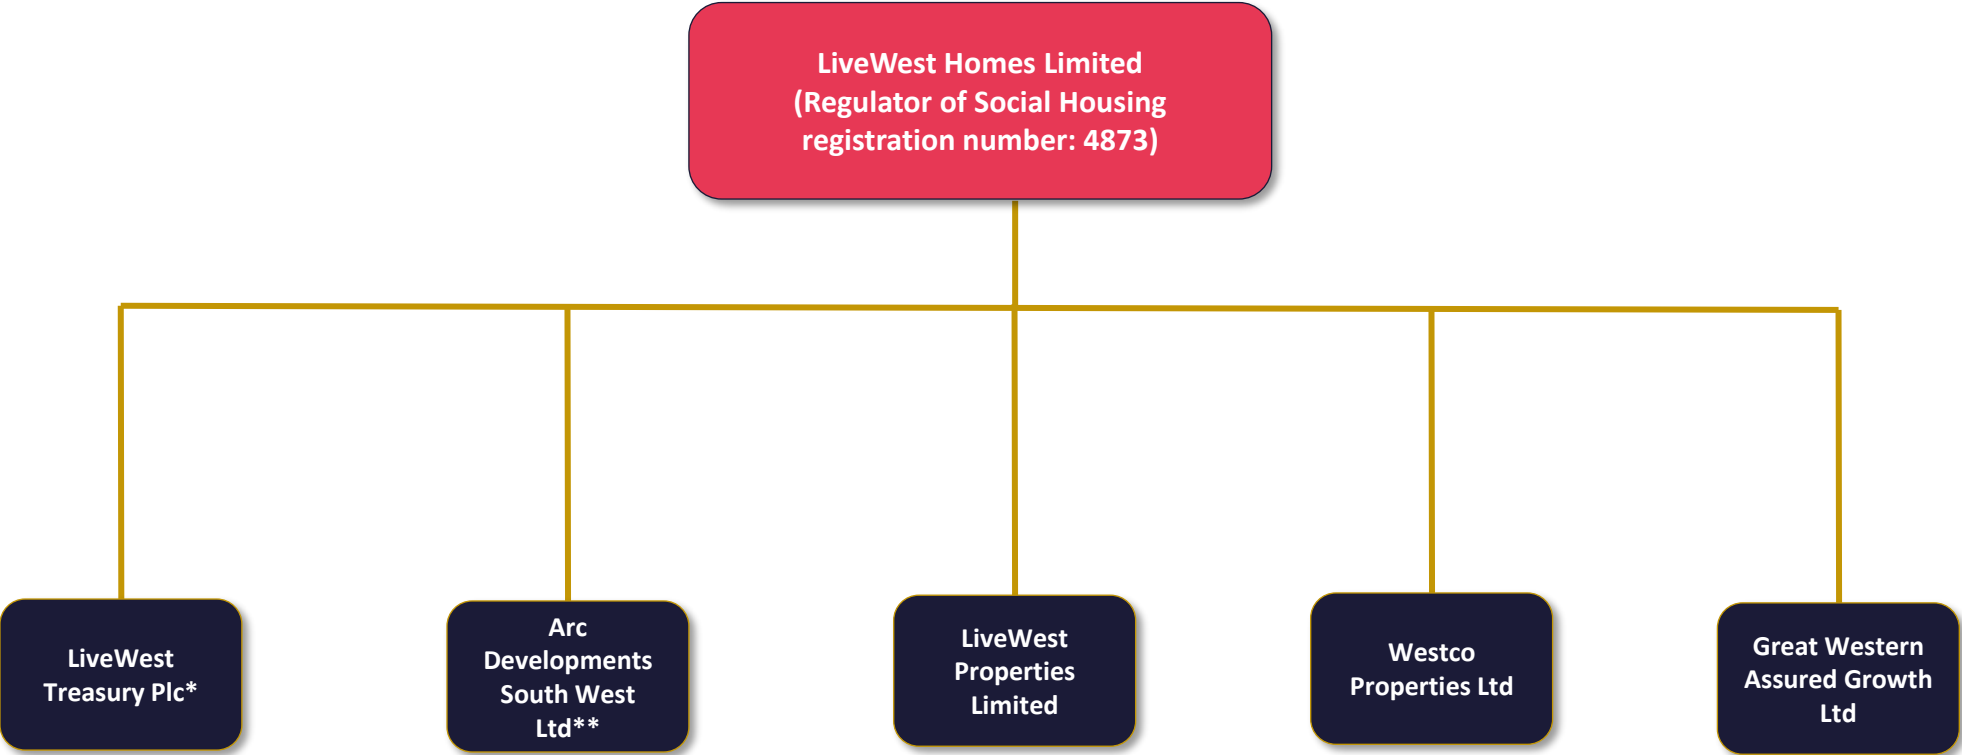 LiveWest Homes Limited
(Regulator of Social Housing
registration number: 4873)
LiveWest
Treasury Plc*
Arc
Developments
South West
Ltd**
LiveWest
Properties
Limited
Westco
Properties Ltd
Great Western
Assured Growth
Ltd